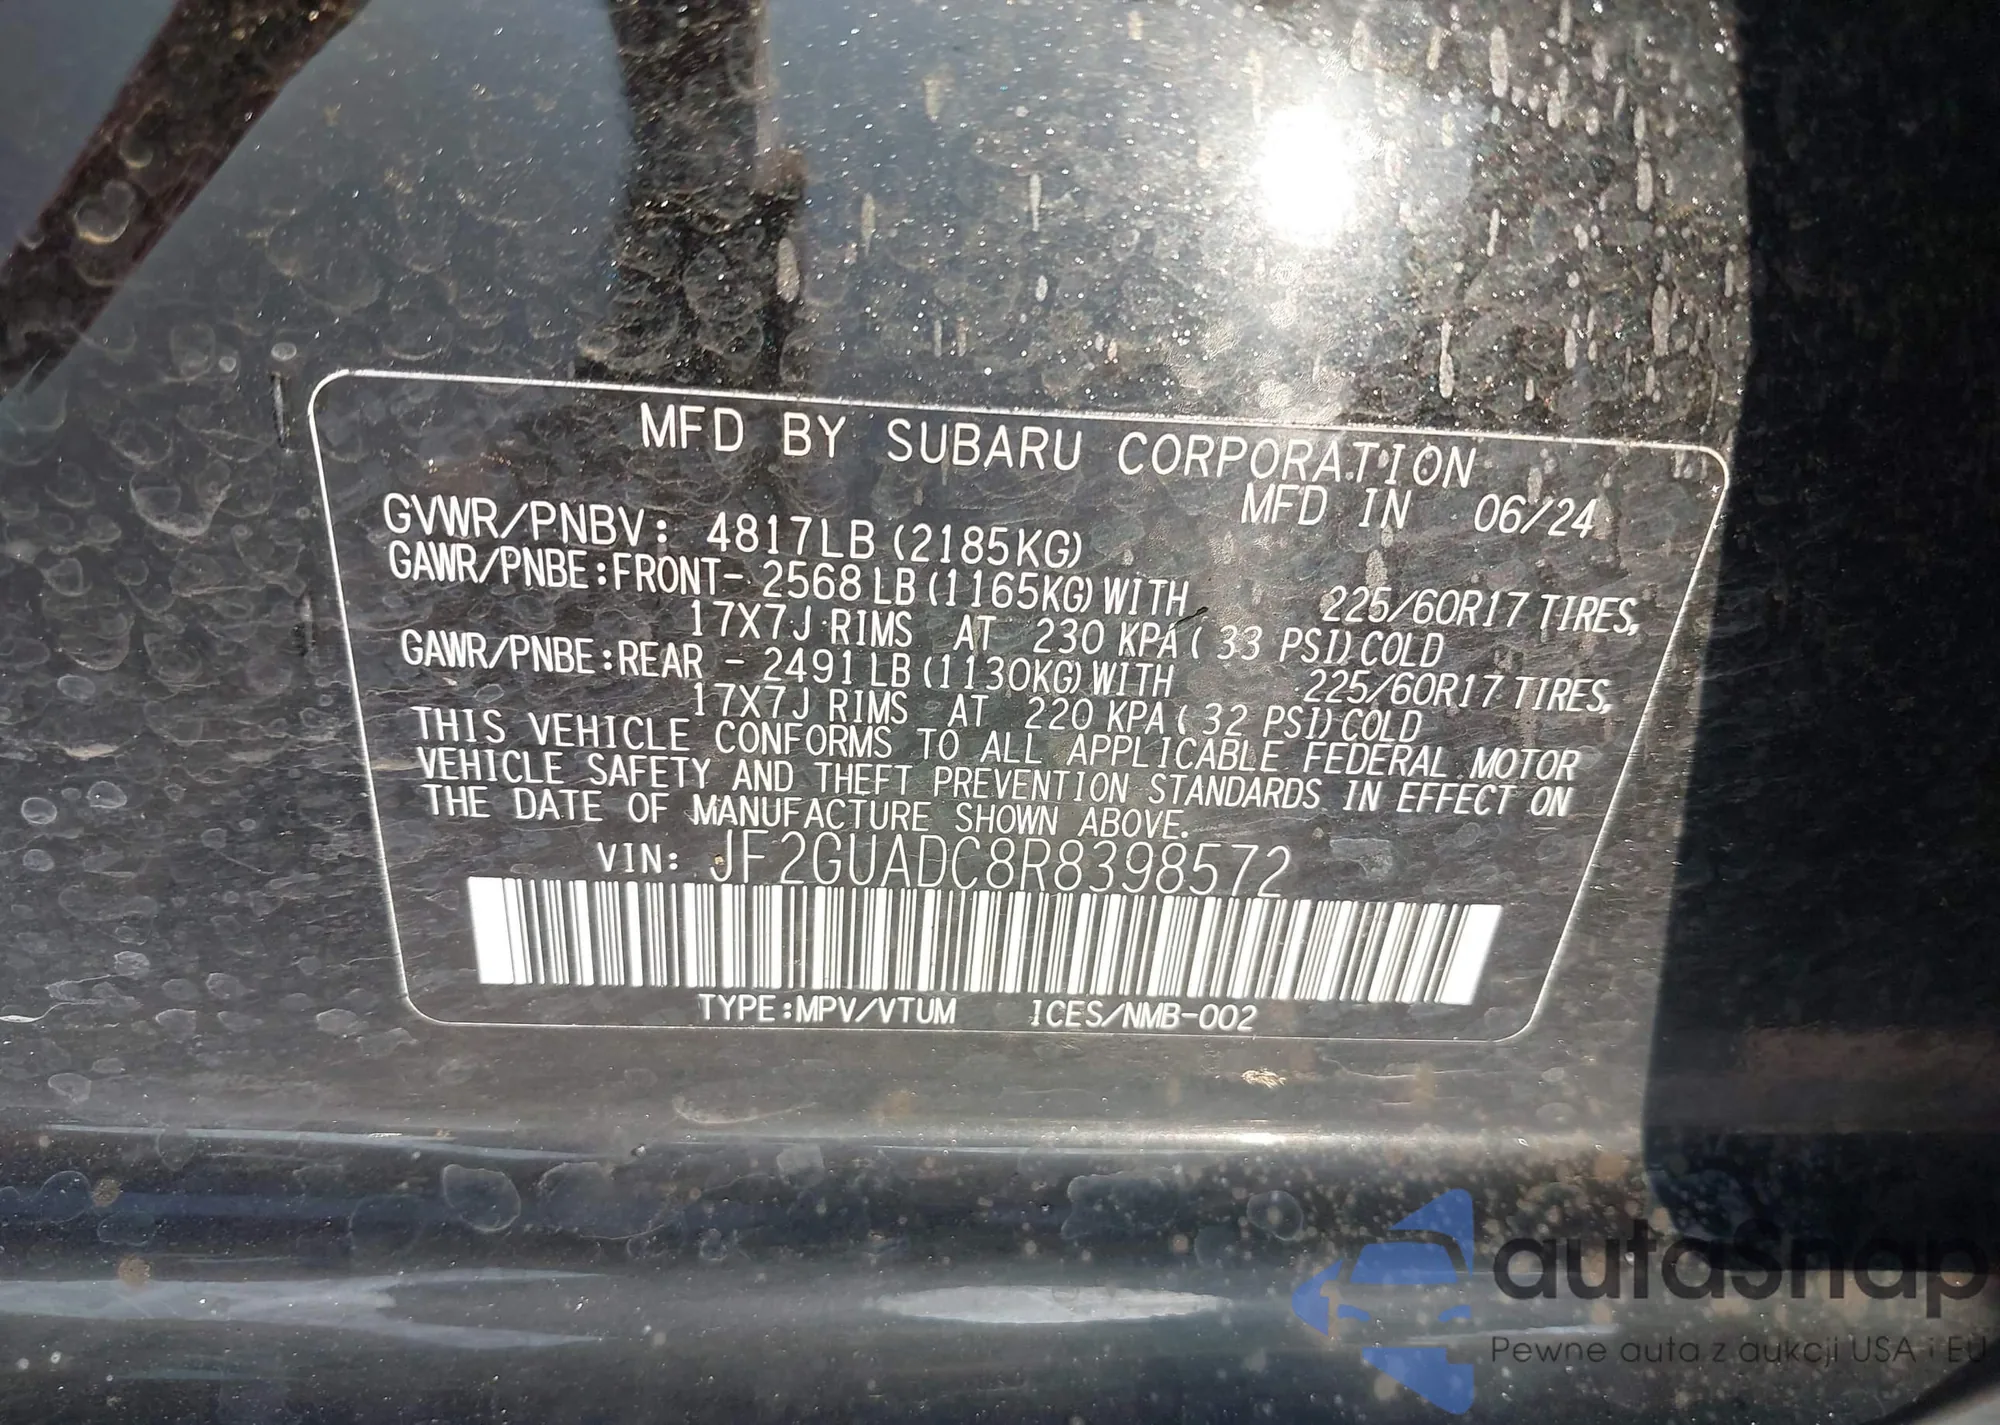 MFD BY SUBARU CORPORATION
MFD IN 06/24
GVWR/PNBV: 4817LB (2185KG)
GAWR/PNBE:FRONT- 2568 LB (1165KG) WITH 225/60R17 TIRES,
17X7J RIMS AT 230 KPA ( 33 PSI) COLD
GAWR/PNBE:REAR - 2491 LB (1130KG) WITH 225/60R17 TIRES,
17X7J RIMS AT 220 KPA ( 32 PSI) COLD
THIS VEHICLE CONFORMS TO ALL APPLICABLE FEDERAL MOTOR
VEHICLE SAFETY AND THEFT PREVENTION STANDARDS IN EFFECT ON
THE DATE OF MANUFACTURE SHOWN ABOVE.
VIN: JF2GUADC8R8398572
TYPE:MPV/VTUM ICES/NMB-002
autasnap
Pewne auta z aukcji USA i EU